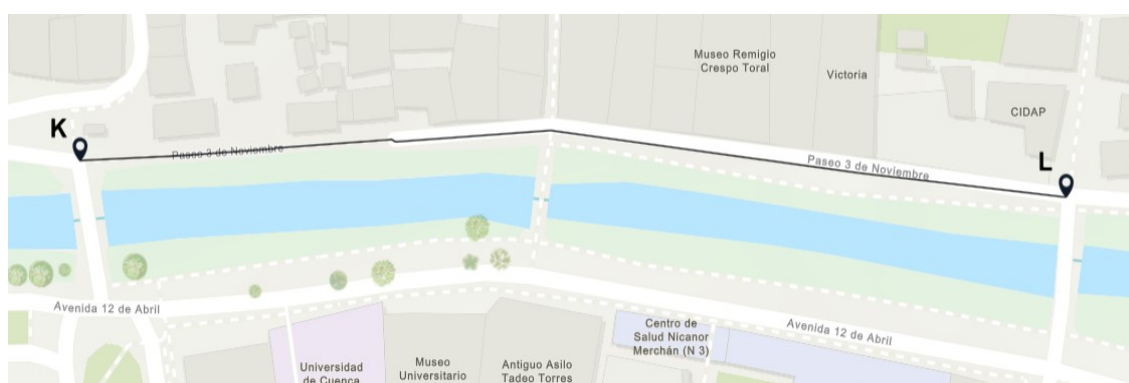 Museo Remigio
Crespo Toral
Victoria
CIDAP
K
Paseo 3 de Noviembre
L
Paseo 3 de Noviembre
Avenida 12 de Abril
Avenida 12 de Abril
Centro de
Salud Nicanor
Merchán (N 3)
Universidad
de Cuenca
Museo
Universitario
Antiguo Asilo
Tadeo Torres